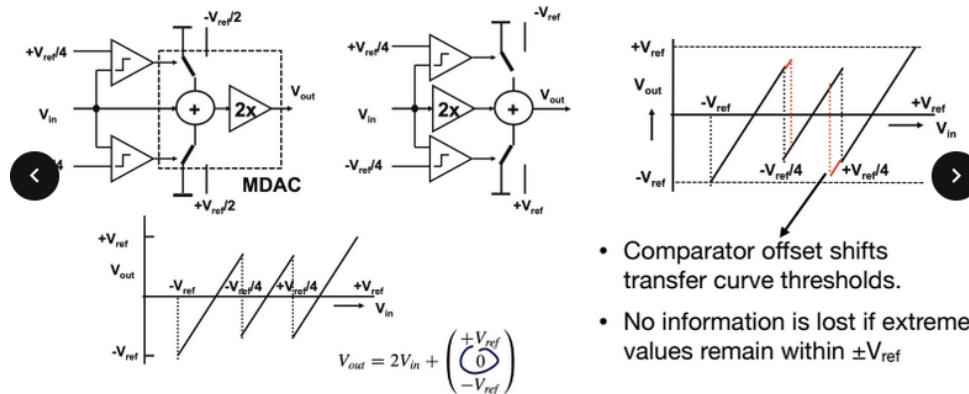 -Vref/2
+Vref/4
Vin
+
2x
Vout
/4
MDAC
+Vref/2
-Vref
+Vref/4
Vin
2x
+
Vout
-Vref/4
+Vref
+Vref
Vout
-Vref
+Vref
Vin
-Vref/4
+Vref/4
-Vref
+Vref
Vout
-Vref
-Vref/4
+Vref/4
+Vref
Vin
-Vref
Vout = 2Vin + ( +Vref
0
-Vref )
• Comparator offset shifts
transfer curve thresholds.
• No information is lost if extreme
values remain within ±Vref